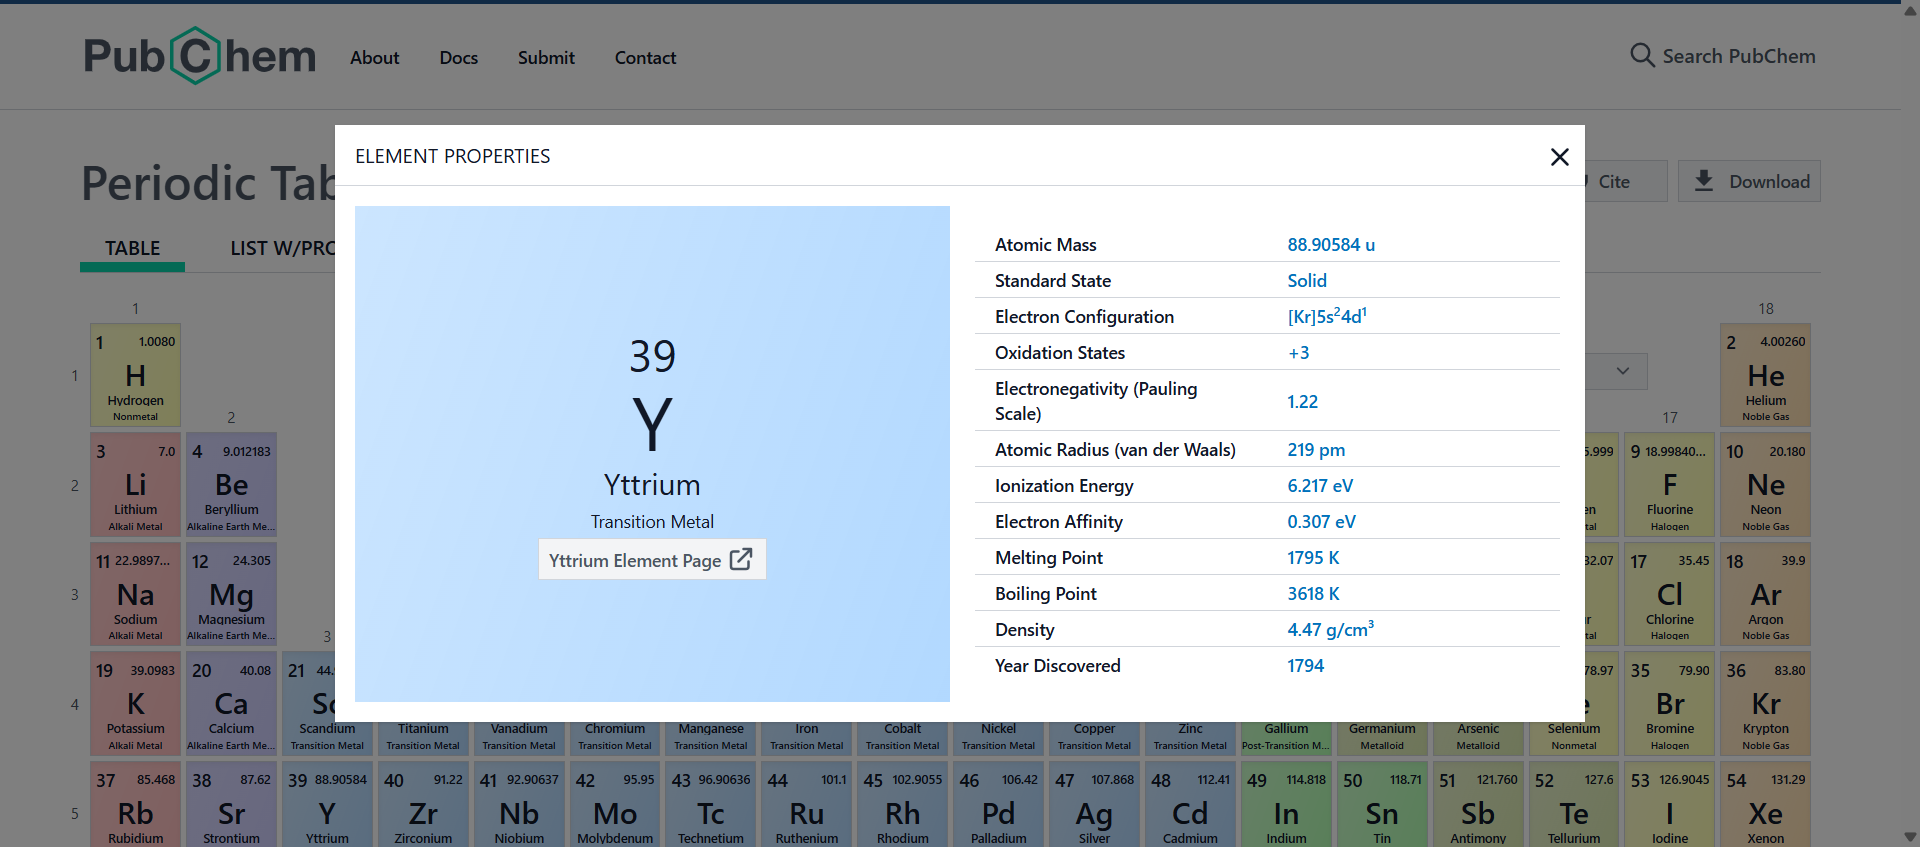 PubChem
About
Docs
Submit
Contact
Search PubChem
Periodic Tab
Cite
Download
TABLE
LIST W/PRO
ELEMENT PROPERTIES
39
Y
Yttrium
Transition Metal
Yttrium Element Page
Atomic Mass 88.90584 u
Standard State Solid
Electron Configuration [Kr]5s²4d¹
Oxidation States +3
Electronegativity (Pauling
Scale) 1.22
Atomic Radius (van der Waals) 219 pm
Ionization Energy 6.217 eV
Electron Affinity 0.307 eV
Melting Point 1795 K
Boiling Point 3618 K
Density 4.47 g/cm³
Year Discovered 1794
1 18
1 1.0080 2 4.00260
1 H He
Hydrogen Helium
Nonmetal Noble Gas
2 17
3 7.0 4 9.012183 5.999 9 18.99840... 10 20.180
2 Li Be F Ne
Lithium Beryllium en Fluorine Neon
Alkali Metal Alkaline Earth Me... tal Halogen Noble Gas
11 22.9897... 12 24.305 32.07 17 35.45 18 39.9
3 Na Mg Cl Ar
Sodium Magnesium r Chlorine Argon
Alkali Metal Alkaline Earth Me... tal Halogen Noble Gas
3
19 39.0983 20 40.08 21 44. 78.97 35 79.90 36 83.80
4 K Ca Sc e Br Kr
Potassium Calcium Scandium Titanium Vanadium Chromium Manganese Iron Cobalt Nickel Copper Zinc Gallium Germanium Arsenic Selenium Bromine Krypton
Alkali Metal Alkaline Earth Me... Transition Metal Transition Metal Transition Metal Transition Metal Transition Metal Transition Metal Transition Metal Transition Metal Transition Metal Transition Metal Post-Transition M... Metalloid Metalloid Nonmetal Halogen Noble Gas
37 85.468 38 87.62 39 88.90584 40 91.22 41 92.90637 42 95.95 43 96.90636 44 101.1 45 102.9055 46 106.42 47 107.868 48 112.41 49 114.818 50 118.71 51 121.760 52 127.6 53 126.9045 54 131.29
5 Rb Sr Y Zr Nb Mo Tc Ru Rh Pd Ag Cd In Sn Sb Te I Xe
Rubidium Strontium Yttrium Zirconium Niobium Molybdenum Technetium Ruthenium Rhodium Palladium Silver Cadmium Indium Tin Antimony Tellurium Iodine Xenon